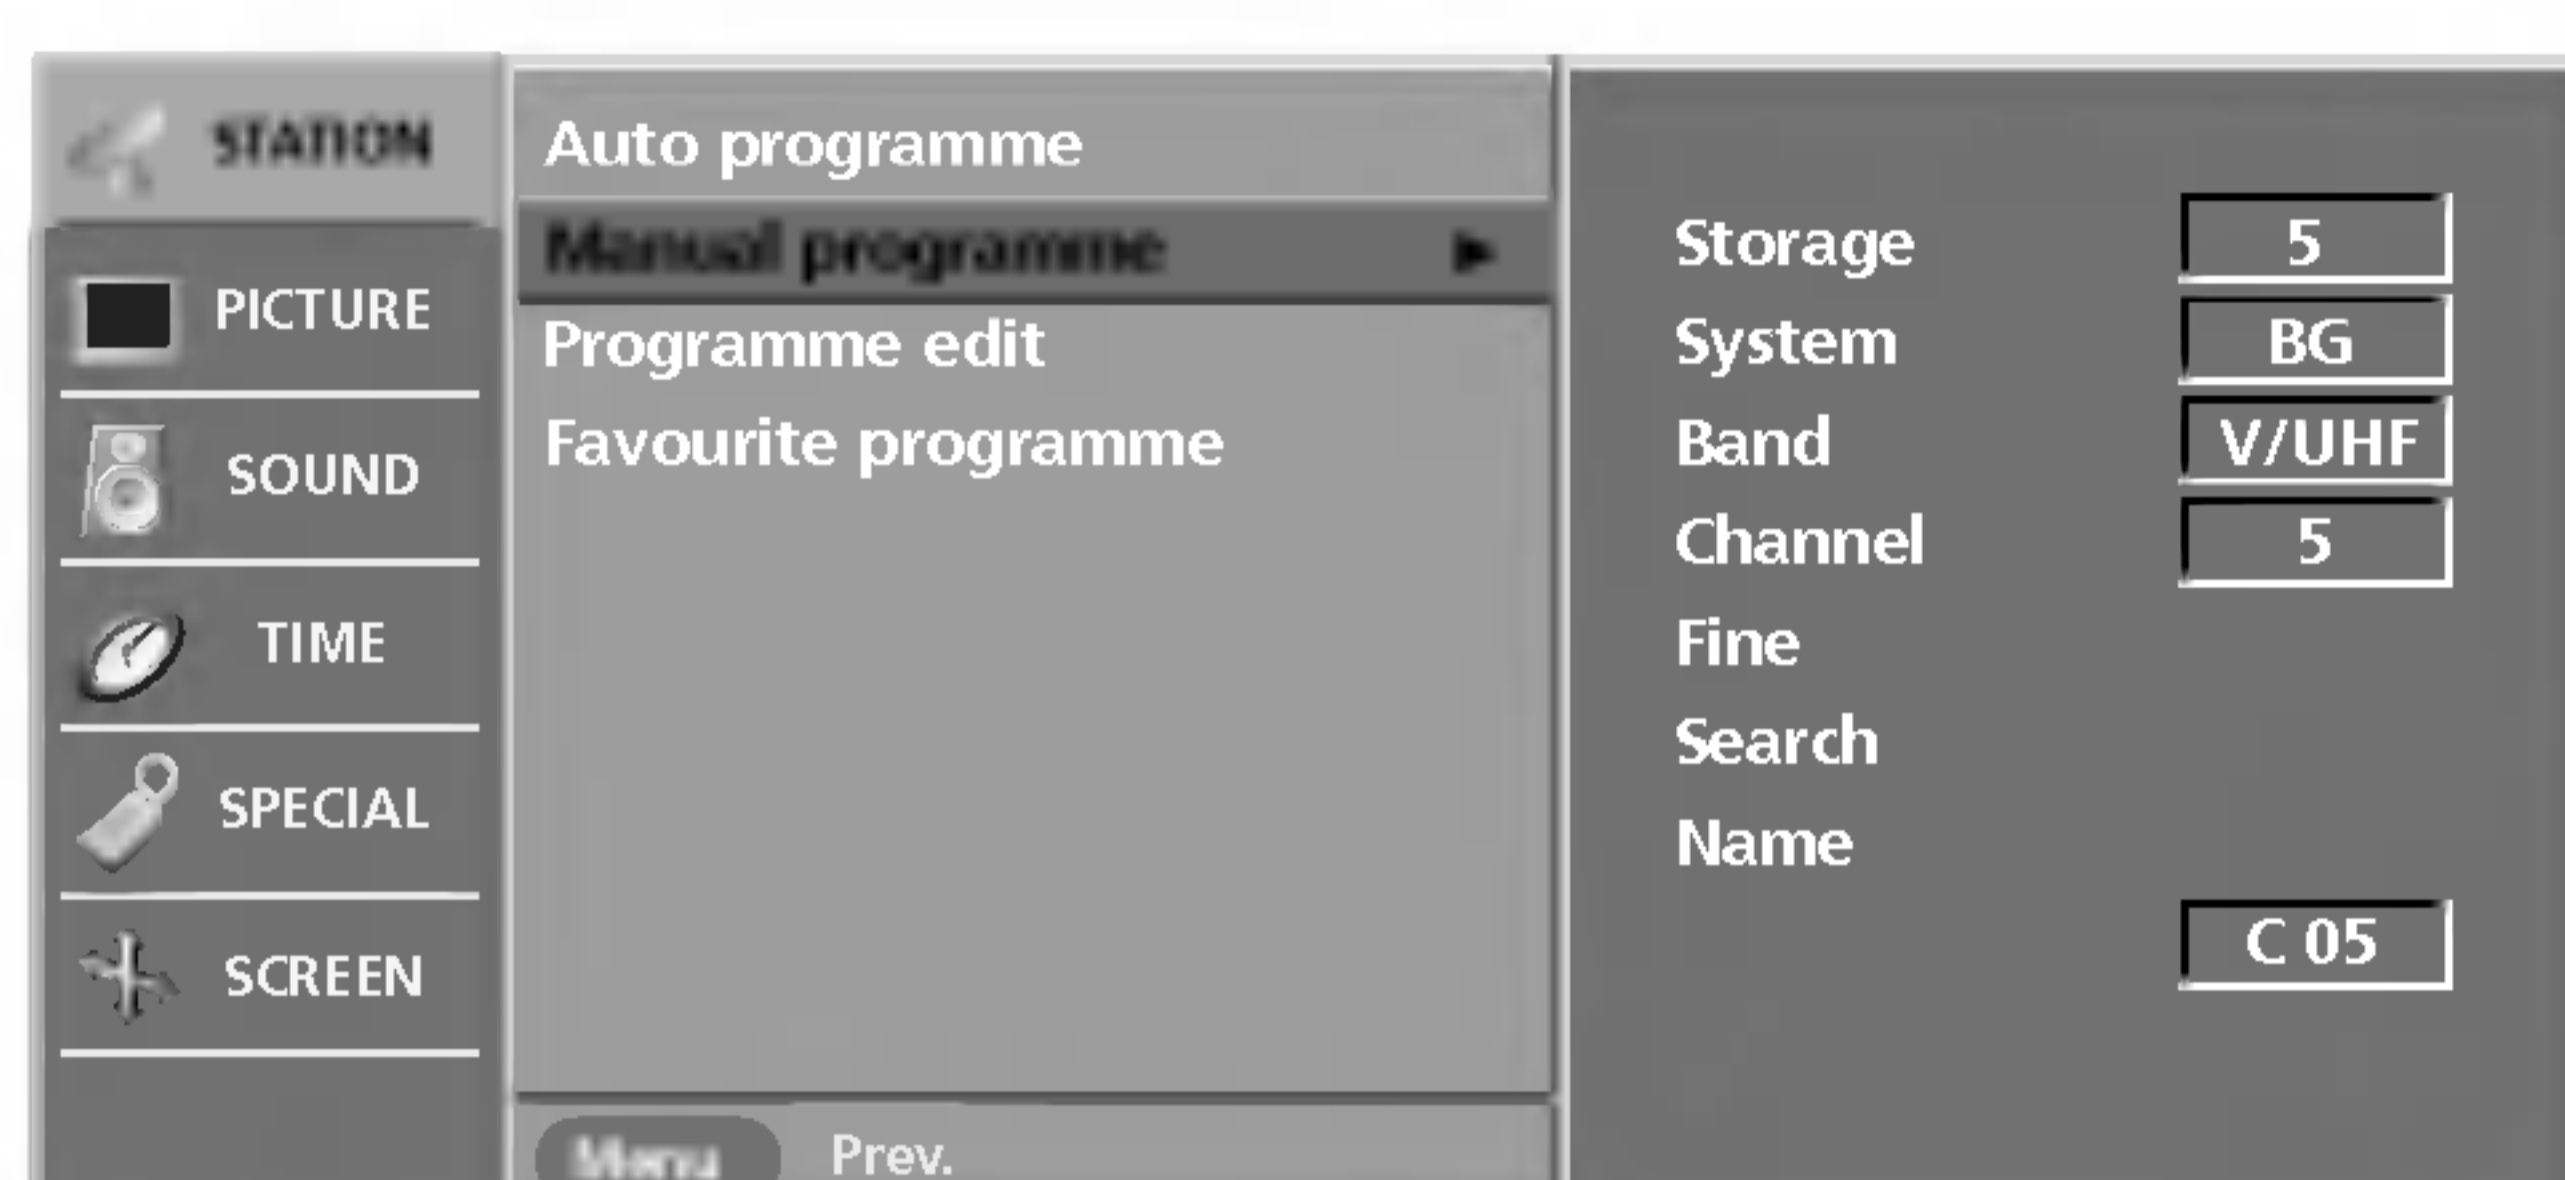 STATION
PICTURE
SOUND
TIME
SPECIAL
SCREEN
Auto programme
Manual programme
Programme edit
Favourite programme
Menu Prev.
Storage 5
System BG
Band V/UHF
Channel 5
Fine
Search
Name
C 05